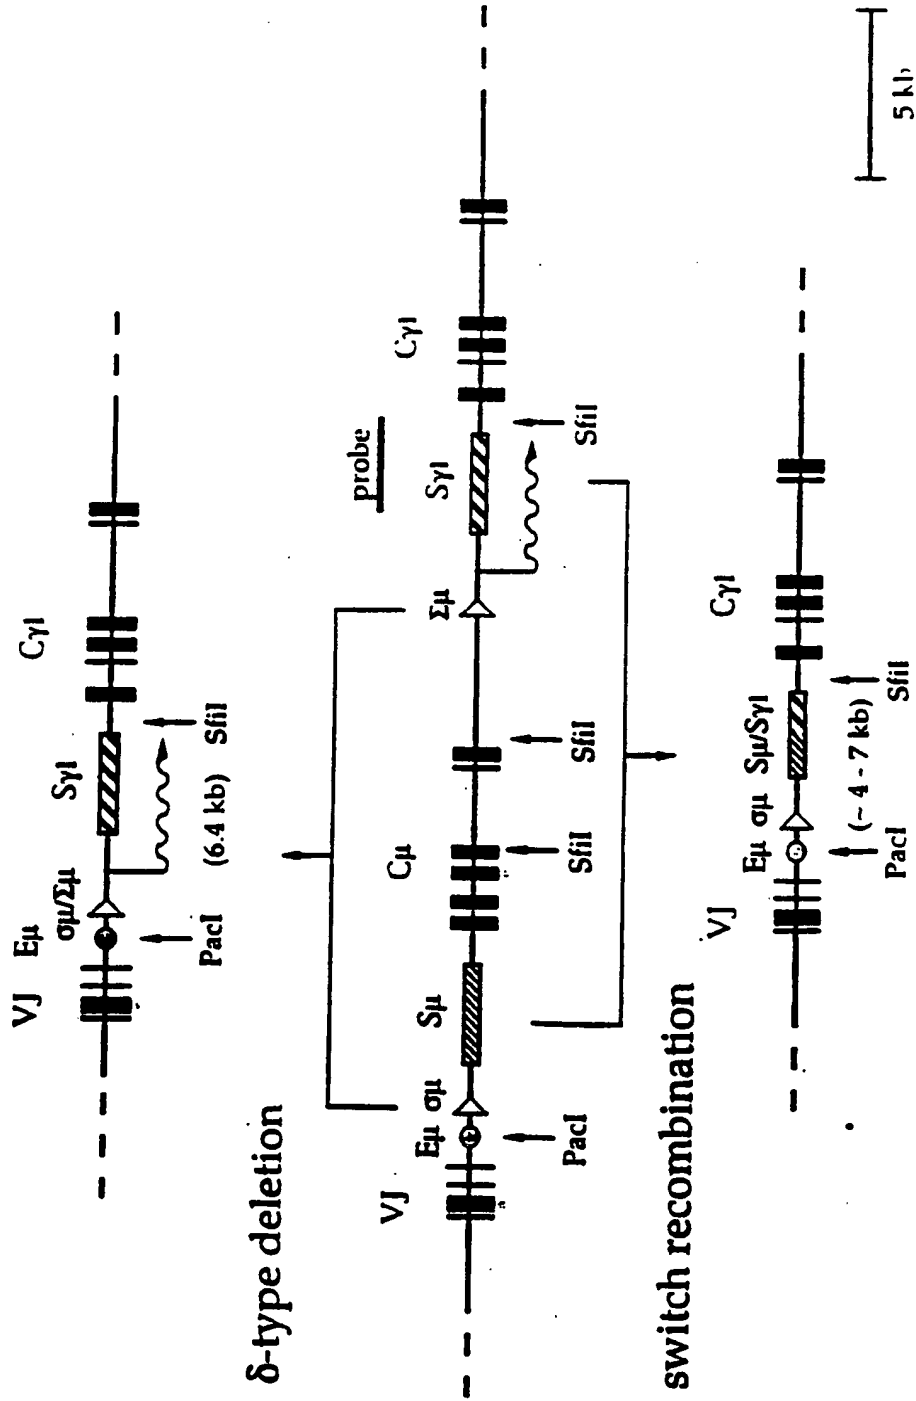 VJ Eμ σμ/Σμ Sγ1 Cγ1
PacI (6.4 kb) SfiI
δ-type deletion
probe
VJ Eμ σμ Sμ Cμ Σμ Sγ1 Cγ1
PacI SfiI SfiI SfiI
switch recombination
VJ Eμ σμ Sμ/Sγ1 Cγ1
PacI (~ 4 - 7 kb) SfiI
5 kb